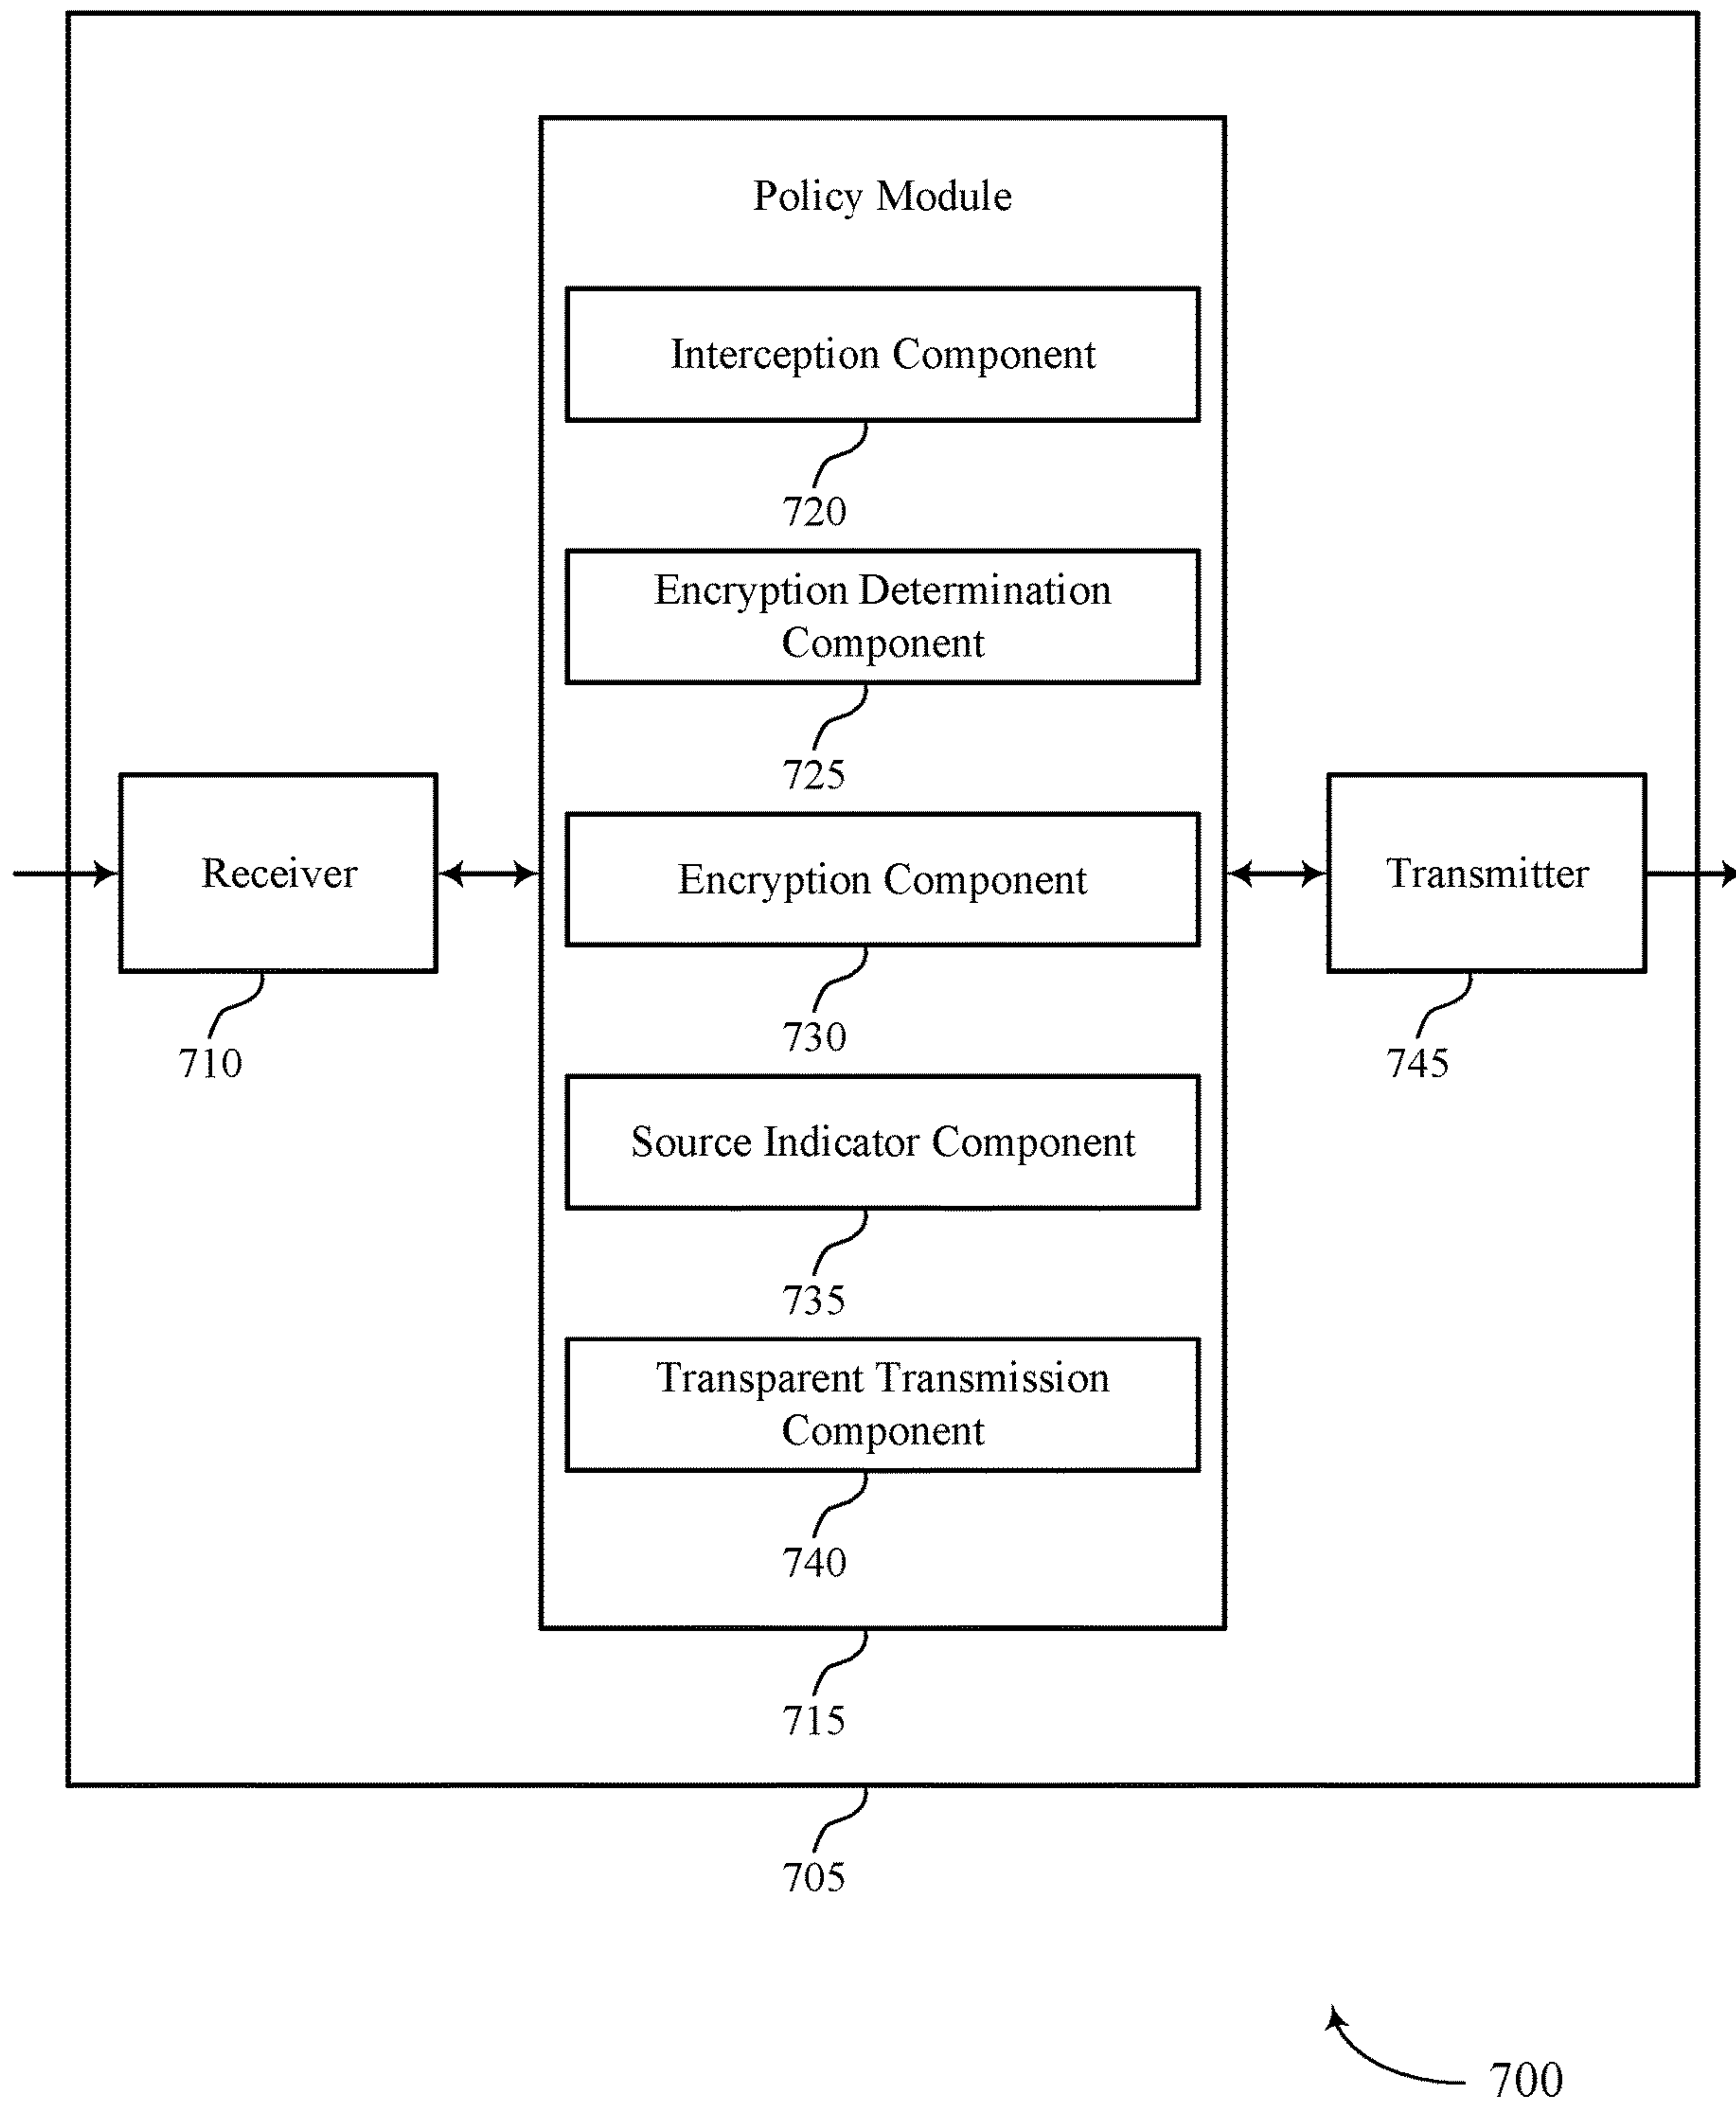 Policy Module
Interception Component
720
Encryption Determination
Component
725
Receiver
710
Encryption Component
730
Transmitter
745
Source Indicator Component
735
Transparent Transmission
Component
740
715
705
700